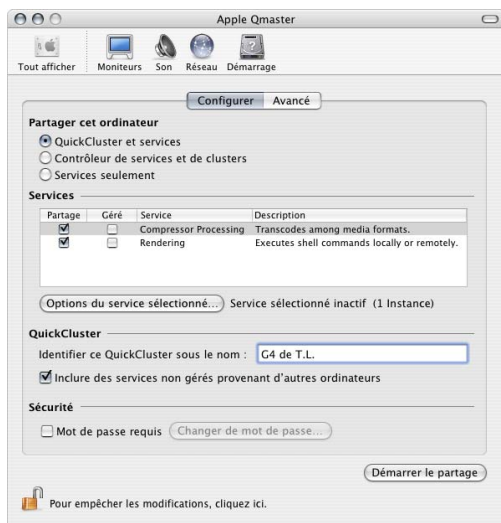 Apple Qmaster
Tout afficher Moniteurs Son Réseau Démarrage
Configurer Avancé
Partager cet ordinateur
QuickCluster et services
Contrôleur de services et de clusters
Services seulement
Services
Partage Géré Service Description
Compressor Processing Transcodes among media formats.
Rendering Executes shell commands locally or remotely.
Options du service sélectionné... Service sélectionné inactif (1 Instance)
QuickCluster
Identifier ce QuickCluster sous le nom : G4 de T.L.
Inclure des services non gérés provenant d'autres ordinateurs
Sécurité
Mot de passe requis Changer de mot de passe...
Démarrer le partage
Pour empêcher les modifications, cliquez ici.